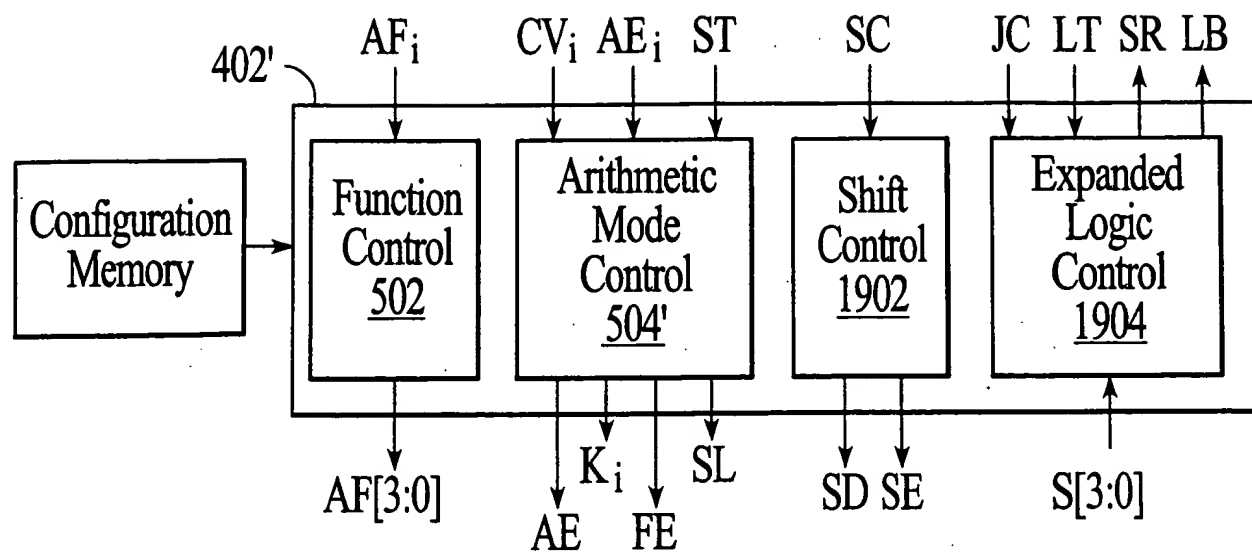 AFi CVi AEi ST SC JC LT SR LB
402'
Configuration
Memory
Function
Control
502
Arithmetic
Mode
Control
504'
Shift
Control
1902
Expanded
Logic
Control
1904
AF[3:0]
Ki SL
AE FE
SD SE
S[3:0]